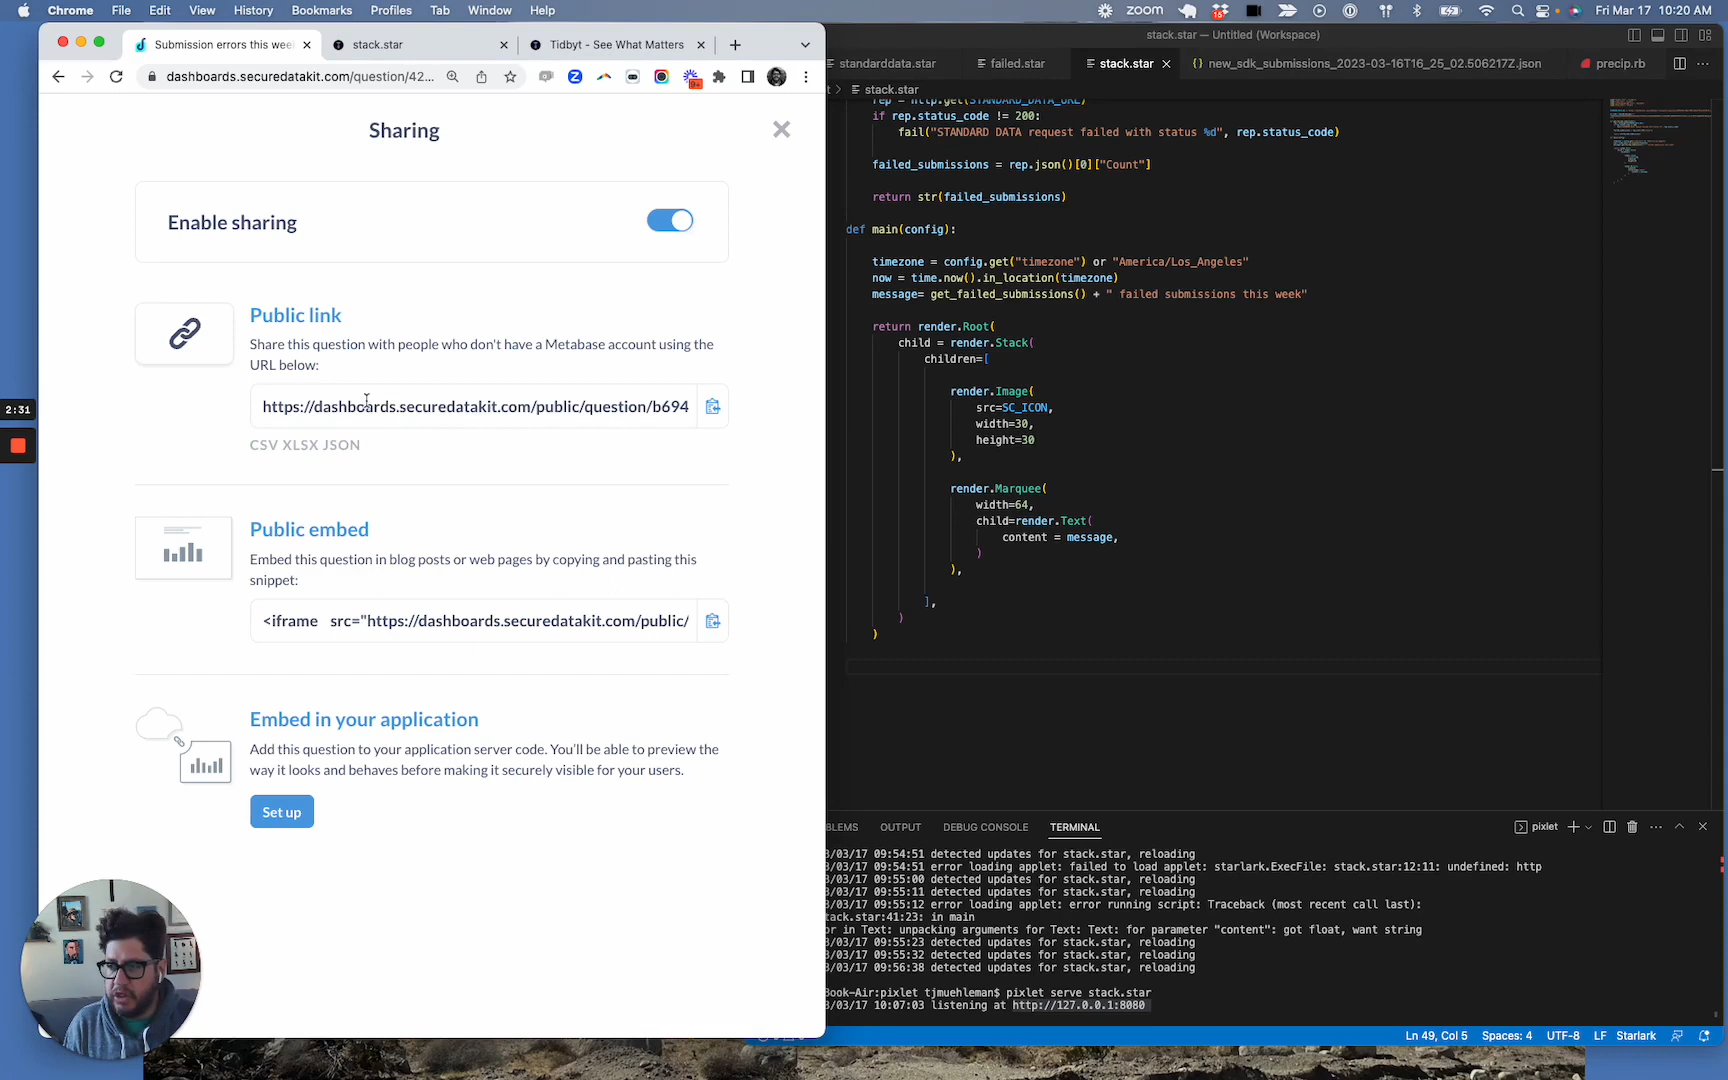 Chrome File Edit View History Bookmarks Profiles Tab Window Help
zoom
Fri Mar 17 10:20 AM
Submission errors this wee
stack.star
Tidbyt - See What Matters
dashboards.securedatakit.com/question/42...
Sharing
Enable sharing
Public link
Share this question with people who don't have a Metabase account using the
URL below:
https://dashboards.securedatakit.com/public/question/b694
CSV XLSX JSON
Public embed
Embed this question in blog posts or web pages by copying and pasting this
snippet:
<iframe src="https://dashboards.securedatakit.com/public/
Embed in your application
Add this question to your application server code. You'll be able to preview the
way it looks and behaves before making it securely visible for your users.
Set up
2:31
stack.star — Untitled (Workspace)
standarddata.star
failed.star
stack.star
new_sdk_submissions_2023-03-16T16_25_02.506217Z.json
precip.rb
t > stack.star
rep = http.get(STANDARD_DATA_URL)
if rep.status_code != 200:
fail("STANDARD DATA request failed with status %d", rep.status_code)
failed_submissions = rep.json()[0]["Count"]
return str(failed_submissions)
def main(config):
timezone = config.get("timezone") or "America/Los_Angeles"
now = time.now().in_location(timezone)
message= get_failed_submissions() + " failed submissions this week"
return render.Root(
child = render.Stack(
children=[
render.Image(
src=SC_ICON,
width=30,
height=30
),
render.Marquee(
width=64,
child=render.Text(
content = message,
)
),
],
)
)
BLEMS OUTPUT DEBUG CONSOLE TERMINAL
pixlet
3/03/17 09:54:51 detected updates for stack.star, reloading
3/03/17 09:54:51 error loading applet: failed to load applet: starlark.ExecFile: stack.star:12:11: undefined: http
3/03/17 09:55:00 detected updates for stack.star, reloading
3/03/17 09:55:11 detected updates for stack.star, reloading
3/03/17 09:55:12 error loading applet: error running script: Traceback (most recent call last):
tack.star:41:23: in main
or in Text: unpacking arguments for Text: Text: for parameter "content": got float, want string
3/03/17 09:55:23 detected updates for stack.star, reloading
3/03/17 09:55:32 detected updates for stack.star, reloading
3/03/17 09:56:38 detected updates for stack.star, reloading
Book-Air:pixlet tjmuehleman$ pixlet serve stack.star
3/03/17 10:07:03 listening at http://127.0.0.1:8080
Ln 49, Col 5 Spaces: 4 UTF-8 LF Starlark